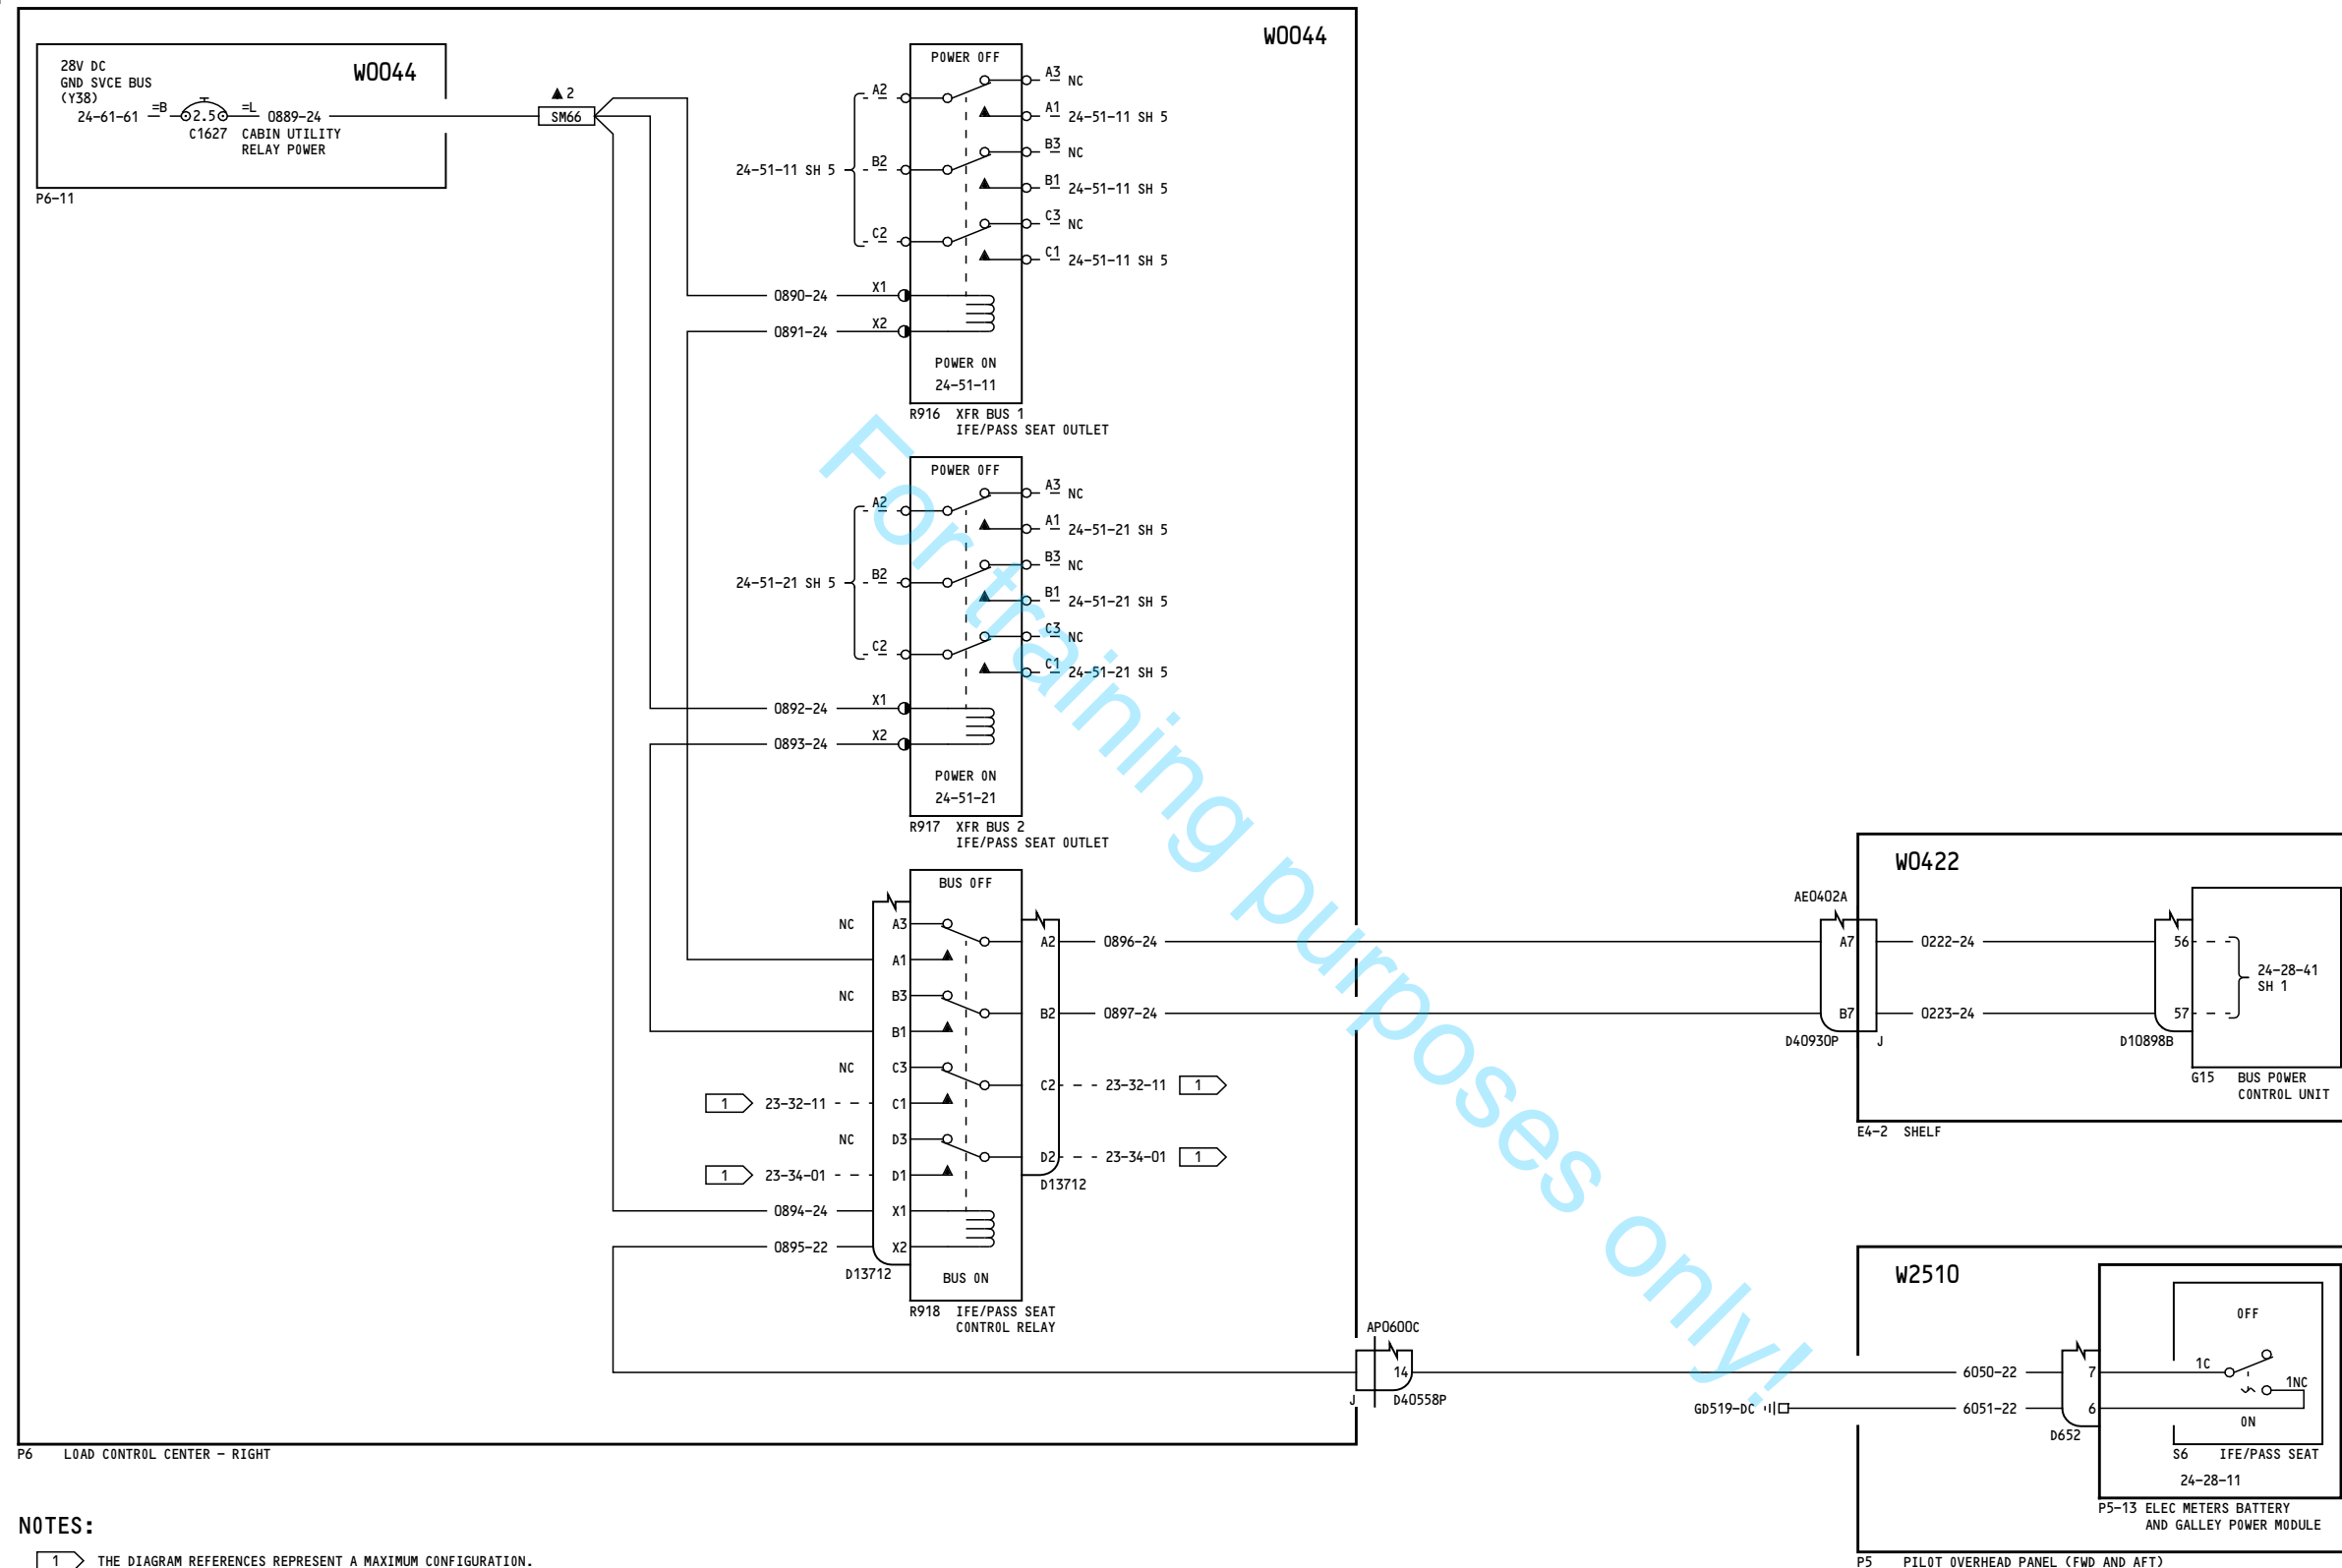 W0044
28V DC
GND SVCE BUS
(Y38)
24-61-61
=B
2.5
=L
0889-24
C1627 CABIN UTILITY
RELAY POWER
W0044
P6-11
▲ 2
SM66
POWER OFF
A2
B2
C2
24-51-11 SH 5
A3 NC
A1 24-51-11 SH 5
B3 NC
B1 24-51-11 SH 5
C3 NC
C1 24-51-11 SH 5
0890-24 X1
0891-24 X2
POWER ON
24-51-11
R916 XFR BUS 1
IFE/PASS SEAT OUTLET
POWER OFF
A2
B2
C2
24-51-21 SH 5
A3 NC
A1 24-51-21 SH 5
B3 NC
B1 24-51-21 SH 5
C3 NC
C1 24-51-21 SH 5
0892-24 X1
0893-24 X2
POWER ON
24-51-21
R917 XFR BUS 2
IFE/PASS SEAT OUTLET
BUS OFF
NC A3
A1
NC B3
B1
NC C3
1 23-32-11 C1
NC D3
1 23-34-01 D1
0894-24 X1
0895-22 X2
D13712
A2 0896-24
B2 0897-24
C2 23-32-11 1
D2 23-34-01 1
D13712
BUS ON
R918 IFE/PASS SEAT
CONTROL RELAY
AP0600C
14
J D40558P
P6 LOAD CONTROL CENTER - RIGHT
W0422
AE0402A
A7 0222-24 56
B7 0223-24 57
24-28-41
SH 1
D40930P J
D10898B
G15 BUS POWER
CONTROL UNIT
E4-2 SHELF
W2510
OFF
6050-22 7 1C
GD519-DC 6051-22 6 1NC
ON
D652
S6 IFE/PASS SEAT
24-28-11
P5-13 ELEC METERS BATTERY
AND GALLEY POWER MODULE
P5 PILOT OVERHEAD PANEL (FWD AND AFT)
NOTES:
1 THE DIAGRAM REFERENCES REPRESENT A MAXIMUM CONFIGURATION.
For training purposes only!